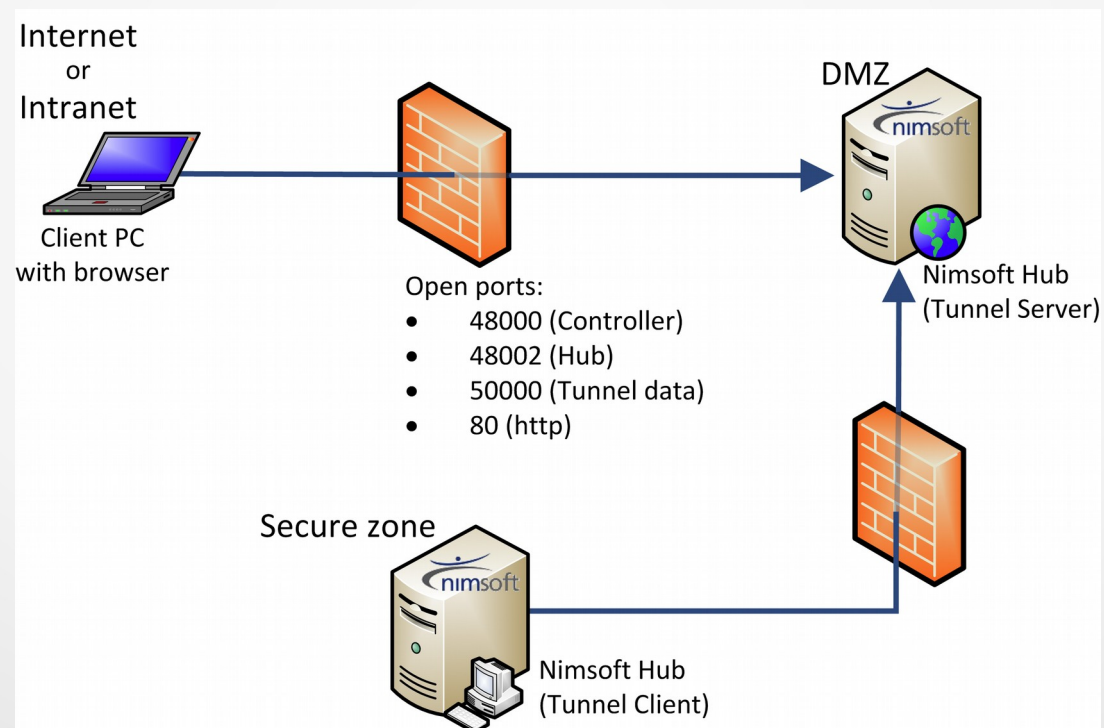 Internet
or
Intranet
Client PC
with browser
Open ports:
• 48000 (Controller)
• 48002 (Hub)
• 50000 (Tunnel data)
• 80 (http)
DMZ
nimsoft
Nimsoft Hub
(Tunnel Server)
Secure zone
nimsoft
Nimsoft Hub
(Tunnel Client)